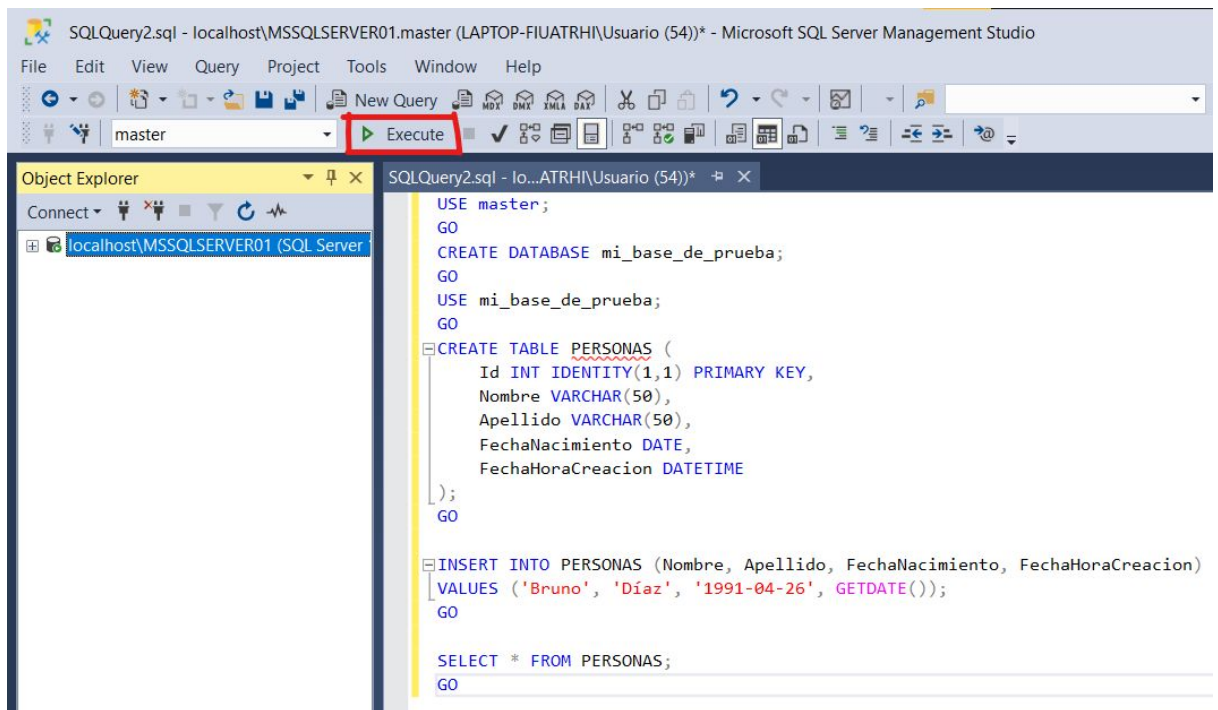 SQLQuery2.sql - localhost\MSSQLSERVER01.master (LAPTOP-FIUATRHI\Usuario (54))* - Microsoft SQL Server Management Studio
File Edit View Query Project Tools Window Help
New Query MDX DMX XMLA DAX
master Execute
Object Explorer
SQLQuery2.sql - lo...ATRHI\Usuario (54))*
Connect
localhost\MSSQLSERVER01 (SQL Server
USE master;
GO
CREATE DATABASE mi_base_de_prueba;
GO
USE mi_base_de_prueba;
GO
CREATE TABLE PERSONAS (
Id INT IDENTITY(1,1) PRIMARY KEY,
Nombre VARCHAR(50),
Apellido VARCHAR(50),
FechaNacimiento DATE,
FechaHoraCreacion DATETIME
);
GO
INSERT INTO PERSONAS (Nombre, Apellido, FechaNacimiento, FechaHoraCreacion)
VALUES ('Bruno', 'Díaz', '1991-04-26', GETDATE());
GO
SELECT * FROM PERSONAS;
GO